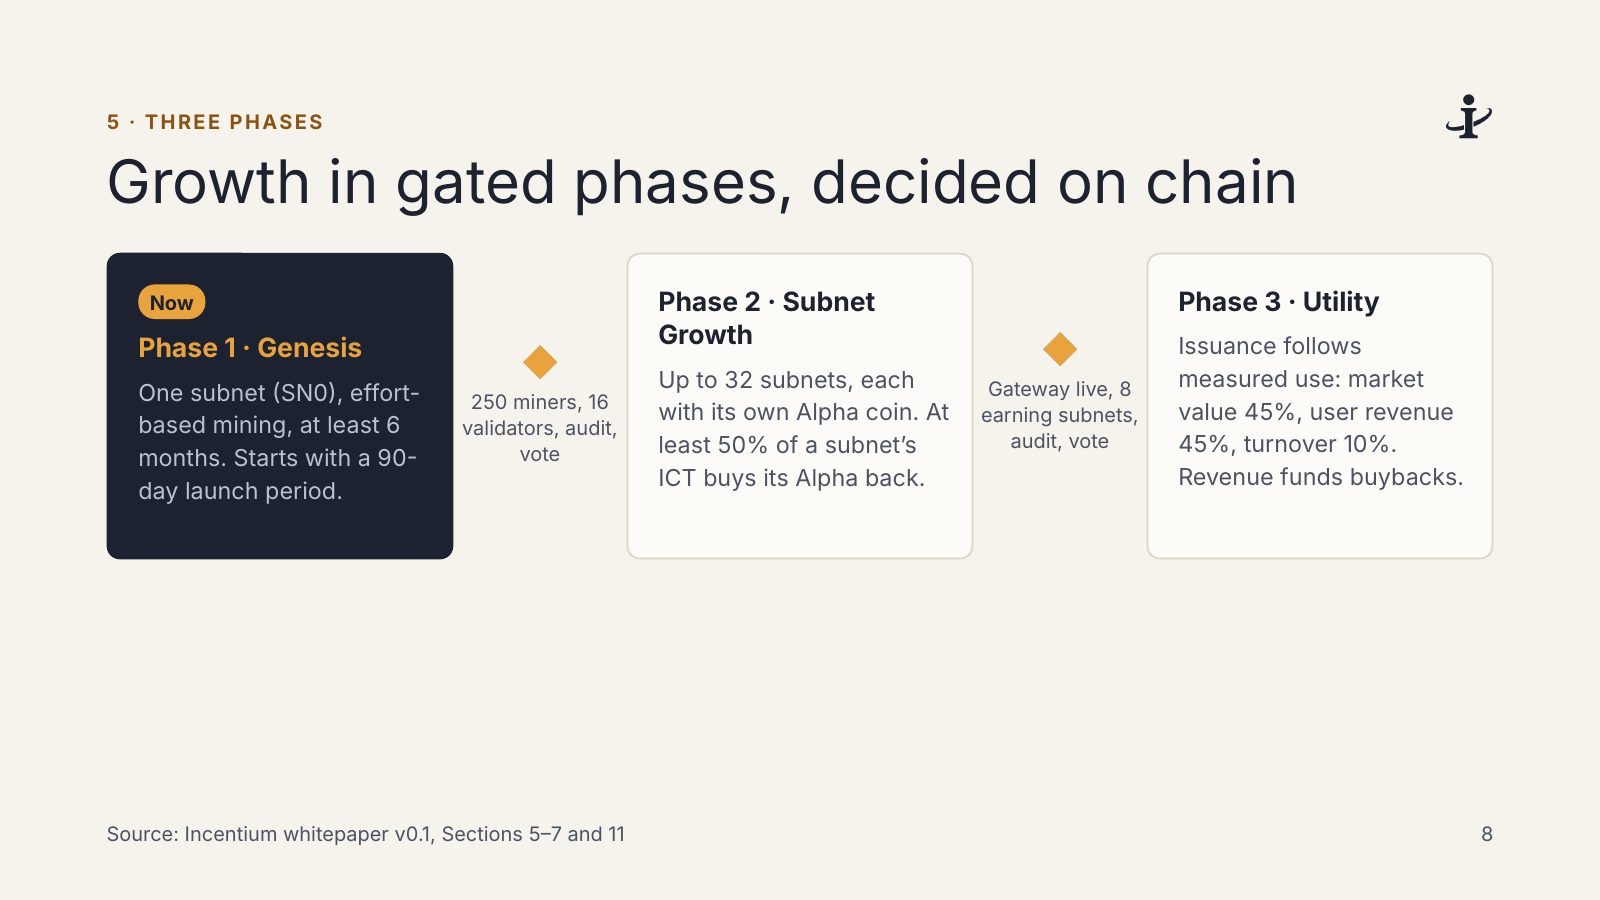 5 · THREE PHASES
Growth in gated phases, decided on chain
Now
Phase 1 · Genesis
One subnet (SN0), effort-
based mining, at least 6
months. Starts with a 90-
day launch period.
250 miners, 16
validators, audit,
vote
Phase 2 · Subnet
Growth
Up to 32 subnets, each
with its own Alpha coin. At
least 50% of a subnet’s
ICT buys its Alpha back.
Gateway live, 8
earning subnets,
audit, vote
Phase 3 · Utility
Issuance follows
measured use: market
value 45%, user revenue
45%, turnover 10%.
Revenue funds buybacks.
Source: Incentium whitepaper v0.1, Sections 5–7 and 11
8